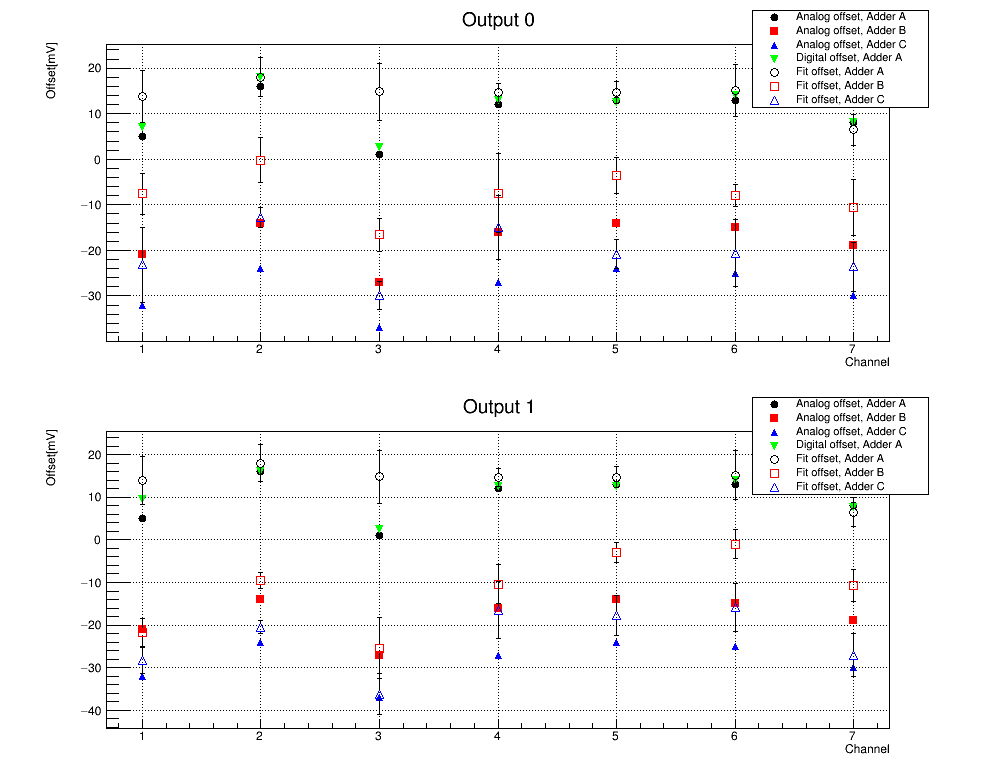 Output 0
Offset[mV]
Analog offset, Adder A
Analog offset, Adder B
Analog offset, Adder C
Digital offset, Adder A
Fit offset, Adder A
Fit offset, Adder B
Fit offset, Adder C
20
10
0
−10
−20
−30
1 2 3 4 5 6 7
Channel
Output 1
Offset[mV]
Analog offset, Adder A
Analog offset, Adder B
Analog offset, Adder C
Digital offset, Adder A
Fit offset, Adder A
Fit offset, Adder B
Fit offset, Adder C
20
10
0
−10
−20
−30
−40
1 2 3 4 5 6 7
Channel